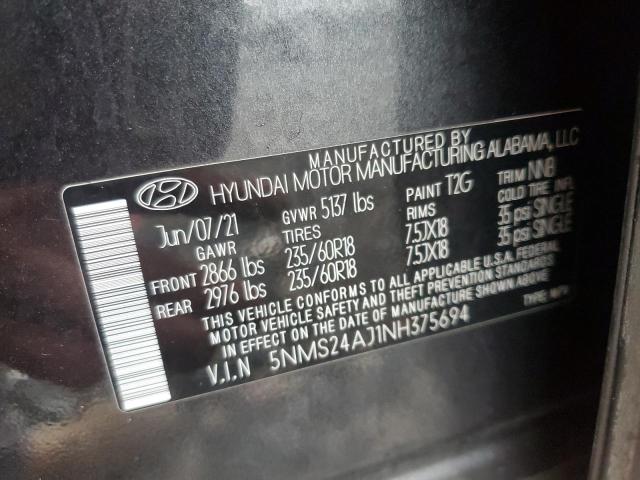 MANUFACTURED BY
HYUNDAI MOTOR MANUFACTURING ALABAMA, LLC
Jun/07/21 GVWR 5137 lbs PAINT T2G TRIM NNB
GAWR TIRES RIMS COLD TIRE INFL.
FRONT 2866 lbs 235/60R18 7.5JX18 35 psi SINGLE
REAR 2976 lbs 235/60R18 7.5JX18 35 psi SINGLE
THIS VEHICLE CONFORMS TO ALL APPLICABLE U.S.A. FEDERAL
MOTOR VEHICLE SAFETY AND THEFT PREVENTION STANDARDS
IN EFFECT ON THE DATE OF MANUFACTURE SHOWN ABOVE.
V.I.N 5NMS24AJ1NH375694 TYPE: MPV